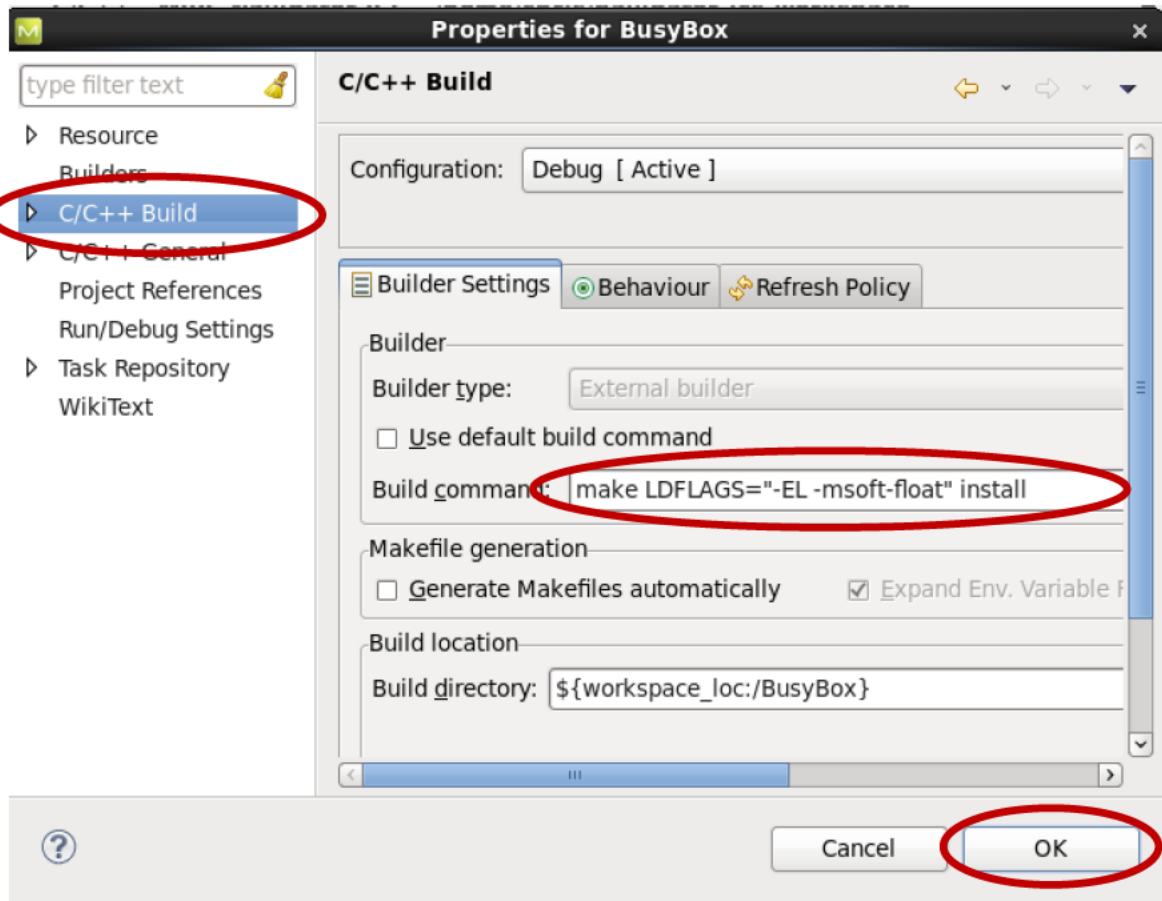 Properties for BusyBox
type filter text
Resource
Builders
C/C++ Build
C/C++ General
Project References
Run/Debug Settings
Task Repository
WikiText
C/C++ Build
Configuration: Debug [ Active ]
Builder Settings Behaviour Refresh Policy
Builder
Builder type: External builder
Use default build command
Build command: make LDFLAGS="-EL -msoft-float" install
Makefile generation
Generate Makefiles automatically Expand Env. Variable
Build location
Build directory: ${workspace_loc:/BusyBox}
Cancel OK